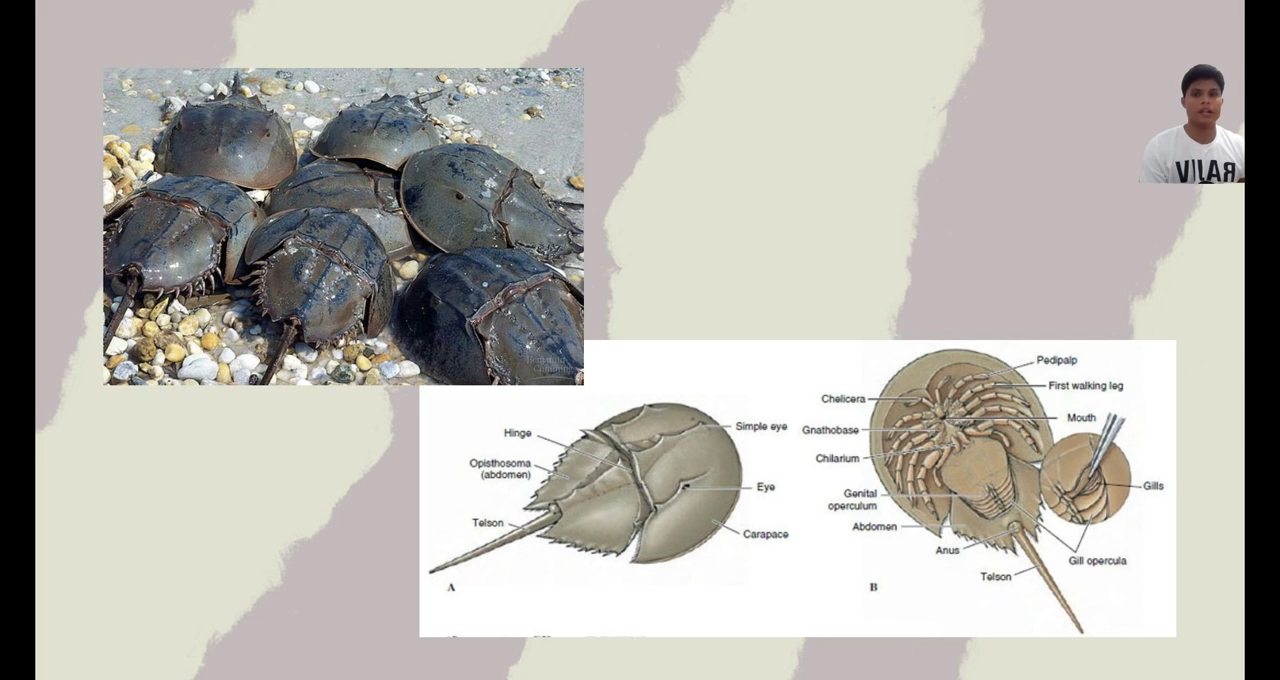 VIЯAЯ
Hinge
Simple eye
Opisthosoma
(abdomen)
Eye
Telson
Carapace
A
Pedipalp
First walking leg
Chelicera
Mouth
Gnathobase
Chilarium
Genital
operculum
Gills
Abdomen
Anus
Gill opercula
Telson
B